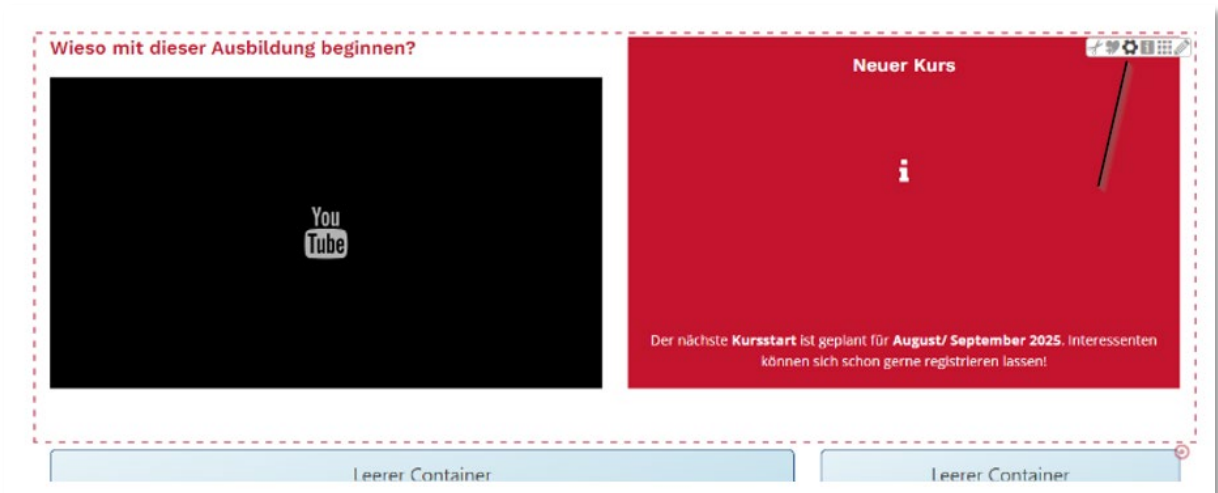 Wieso mit dieser Ausbildung beginnen?
You
Tube
Neuer Kurs
i
Der nächste Kursstart ist geplant für August/ September 2025. Interessenten
können sich schon gerne registrieren lassen!
Leerer Container
Leerer Container